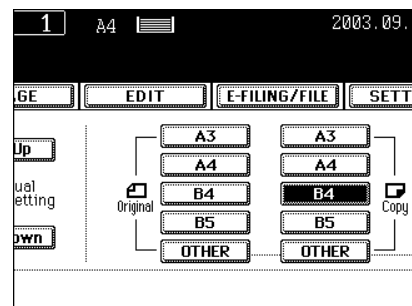 1 A4 2003.09.
GE EDIT E-FILING/FILE SETT
A3 A3
Up A4 A4
ual
etting
Original B4 B4 Copy
B5 B5
own
OTHER OTHER